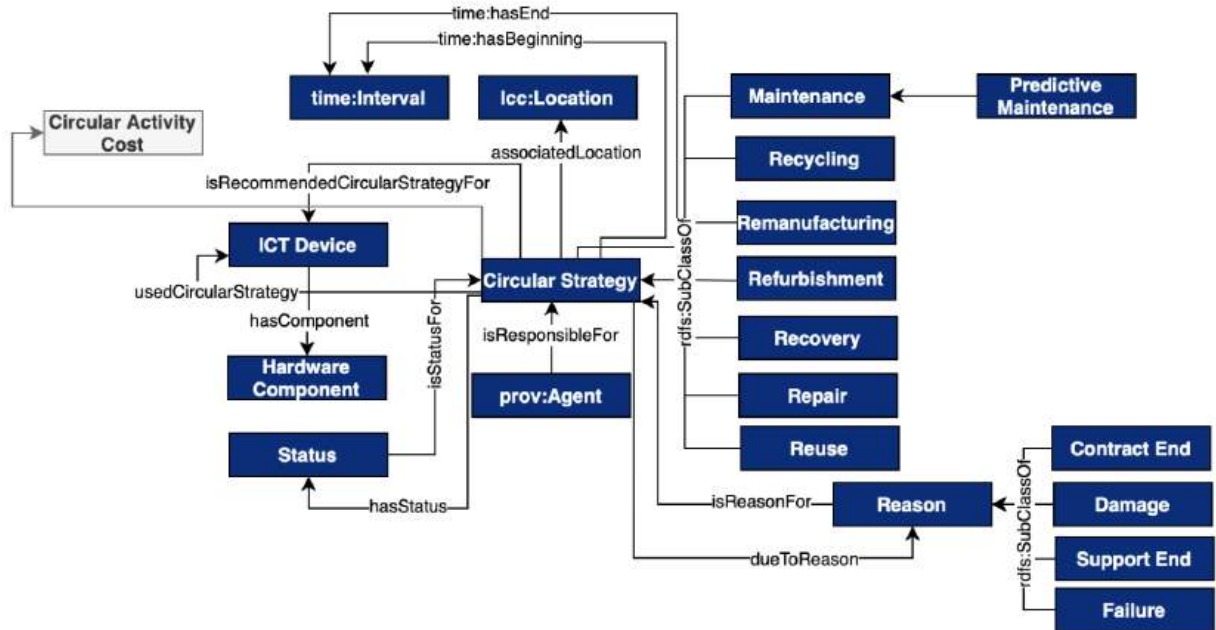 time:hasEnd
time:hasBeginning
time:Interval
lcc:Location
Maintenance
Predictive
Maintenance
Circular Activity
Cost
associatedLocation
Recycling
isRecommendedCircularStrategyFor
Remanufacturing
ICT Device
rdfs:SubClassOf
Circular Strategy
Refurbishment
usedCircularStrategy
hasComponent
isStatusFor
isResponsibleFor
Recovery
Hardware
Component
prov:Agent
Repair
Status
Reuse
Contract End
hasStatus
isReasonFor
Reason
rdfs:SubClassOf
Damage
dueToReason
Support End
Failure